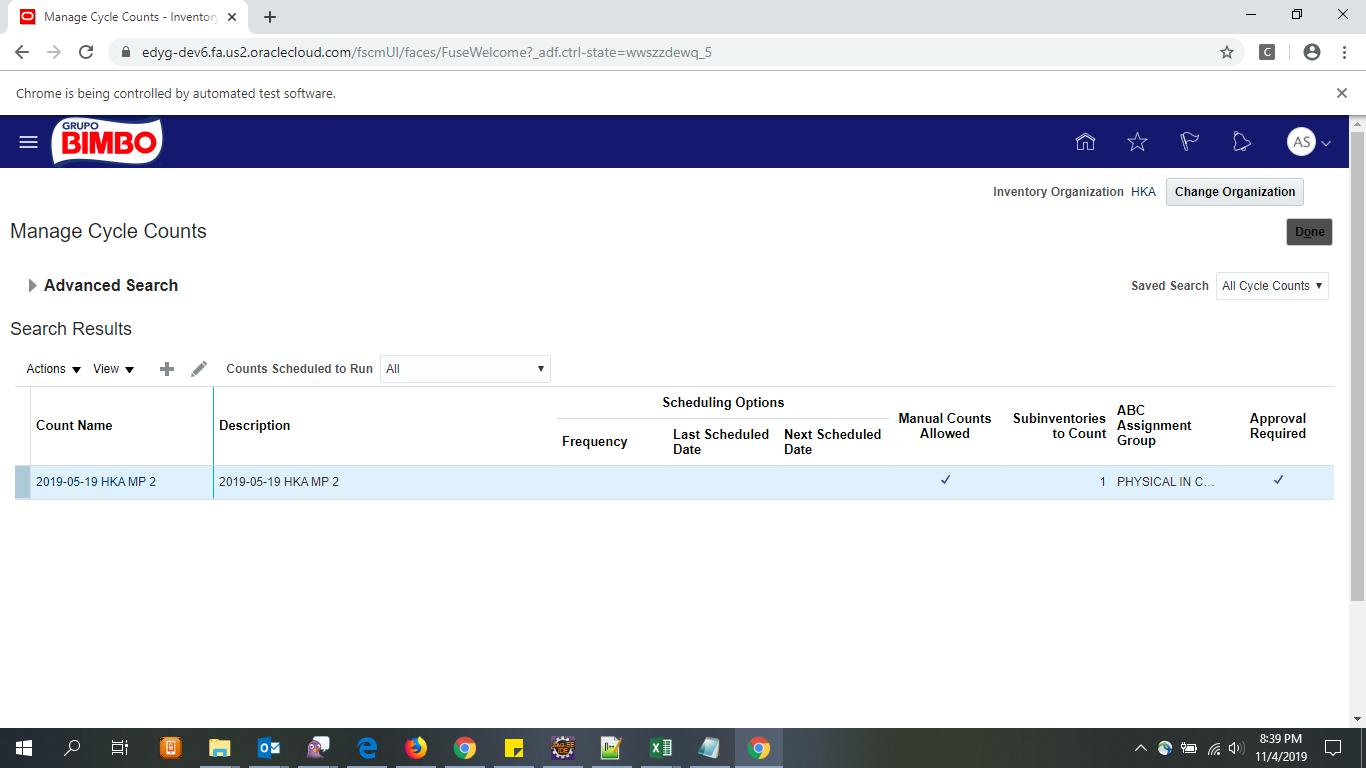 Manage Cycle Counts - Inventory
edyg-dev6.fa.us2.oraclecloud.com/fscmUI/faces/FuseWelcome?_adf.ctrl-state=wwszzdewq_5
C
Chrome is being controlled by automated test software.
GRUPO
BIMBO
AS
Inventory Organization HKA Change Organization
Manage Cycle Counts
Done
Advanced Search
Saved Search All Cycle Counts
Search Results
Actions View Counts Scheduled to Run All
Scheduling Options
Count Name Description Frequency Last Scheduled Date Next Scheduled Date Manual Counts Allowed Subinventories to Count ABC Assignment Group Approval Required
2019-05-19 HKA MP 2 2019-05-19 HKA MP 2 1 PHYSICAL IN C...
8:39 PM
11/4/2019